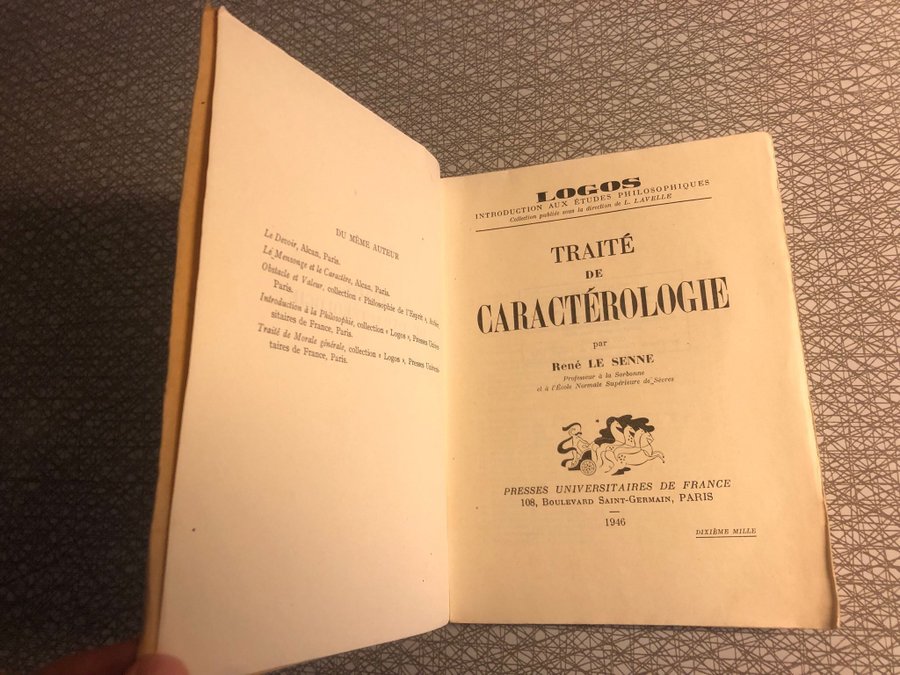 DU MÊME AUTEUR
Le Devoir, Alcan, Paris.
Le Mensonge et le Caractère, Alcan, Paris.
Obstacle et Valeur, collection « Philosophie de l'Esprit »,
Paris.
Introduction à la Philosophie, collection « Logos », Presses Univer-
sitaires de France, Paris.
Traité de Morale générale, collection « Logos », Presses Universi-
taires de France, Paris.
LOGOS
INTRODUCTION AUX ÉTUDES PHILOSOPHIQUES
Collection publiée sous la direction de L. LAVELLE
TRAITÉ
DE
CARACTÉROLOGIE
par
René LE SENNE
Professeur à la Sorbonne
et à l'École Normale Supérieure de Sèvres
PRESSES UNIVERSITAIRES DE FRANCE
108, BOULEVARD SAINT-GERMAIN, PARIS
1946
DIXIÈME MILLE